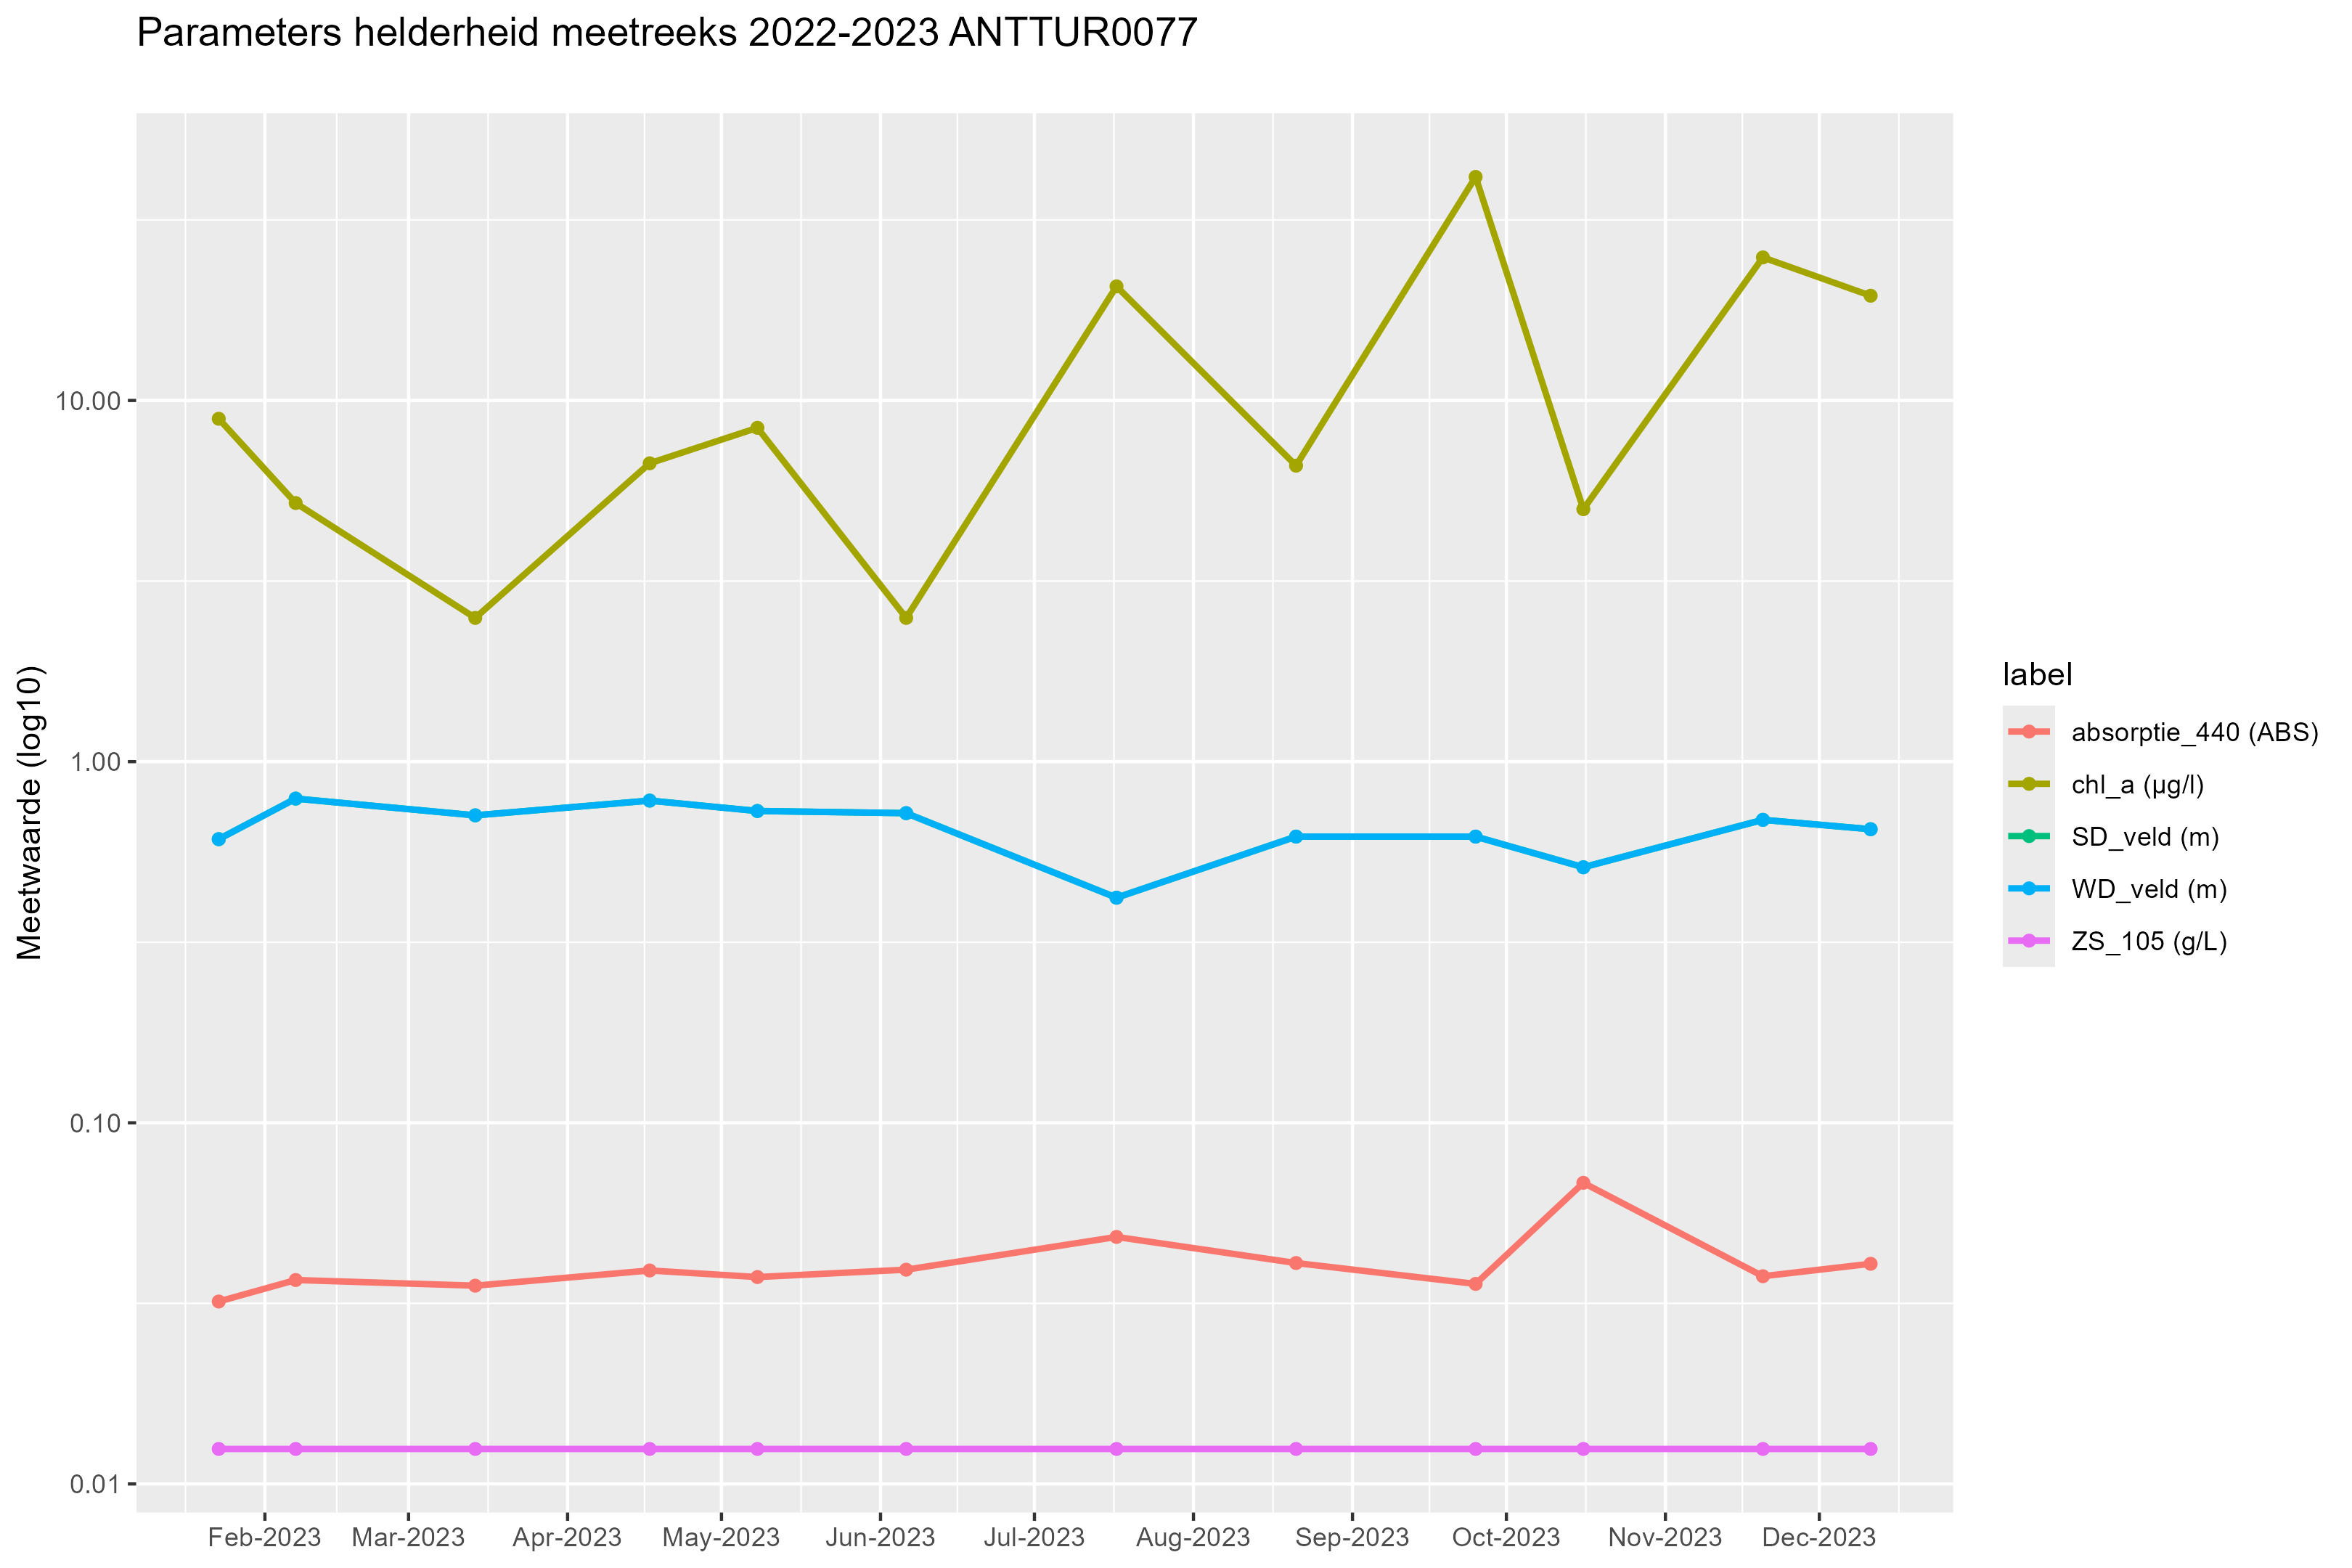 Parameters helderheid meetreeks 2022-2023 ANTTUR0077
Meetwaarde (log10)
10.00
1.00
0.10
0.01
Feb-2023 Mar-2023 Apr-2023 May-2023 Jun-2023 Jul-2023 Aug-2023 Sep-2023 Oct-2023 Nov-2023 Dec-2023
label
absorptie_440 (ABS)
chl_a (µg/l)
SD_veld (m)
WD_veld (m)
ZS_105 (g/L)